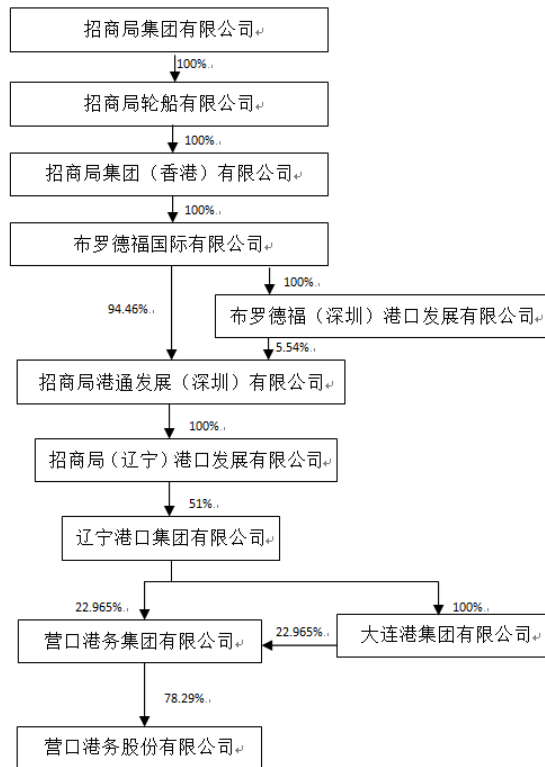 招商局集团有限公司
100%
招商局轮船有限公司
100%
招商局集团（香港）有限公司
100%
布罗德福国际有限公司
100%
94.46%
布罗德福（深圳）港口发展有限公司
5.54%
招商局港通发展（深圳）有限公司
100%
招商局（辽宁）港口发展有限公司
51%
辽宁港口集团有限公司
22.965%
100%
营口港务集团有限公司
22.965%
大连港集团有限公司
78.29%
营口港务股份有限公司